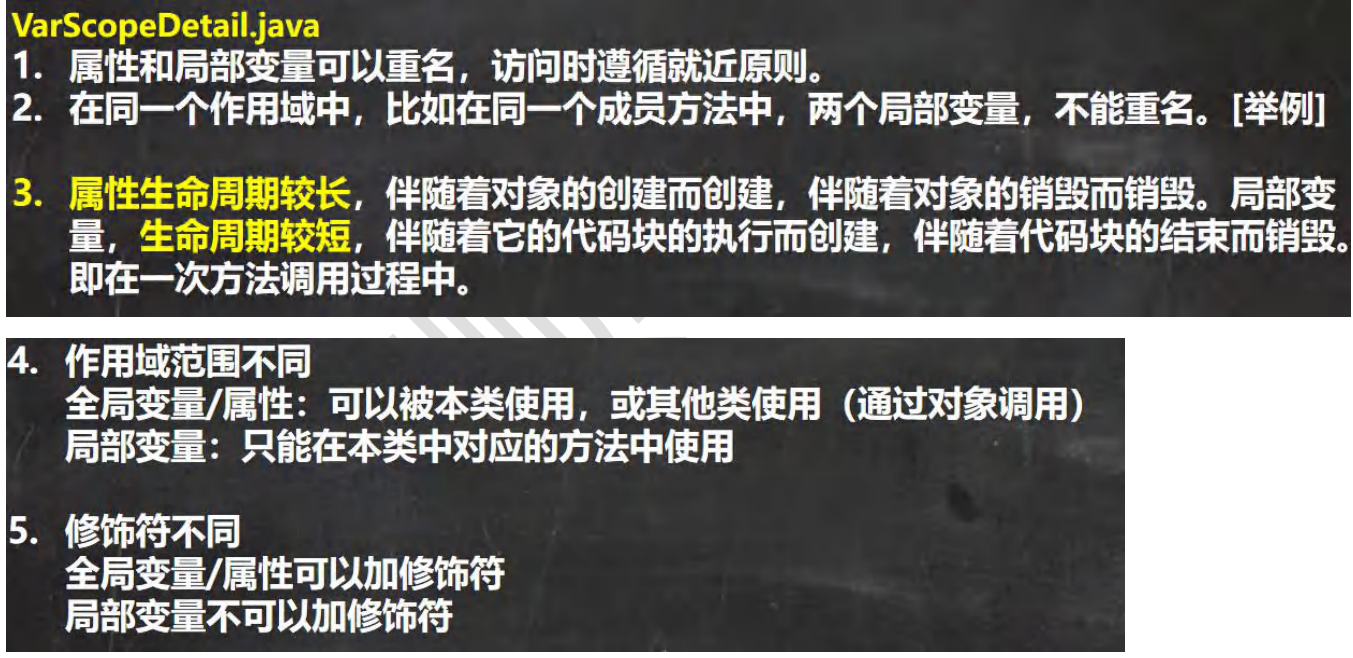 VarScopeDetail.java
1. 属性和局部变量可以重名，访问时遵循就近原则。
2. 在同一个作用域中，比如在同一个成员方法中，两个局部变量，不能重名。[举例]
3. 属性生命周期较长，伴随着对象的创建而创建，伴随着对象的销毁而销毁。局部变
量，生命周期较短，伴随着它的代码块的执行而创建，伴随着代码块的结束而销毁。
即在一次方法调用过程中。
4. 作用域范围不同
全局变量/属性：可以被本类使用，或其他类使用（通过对象调用）
局部变量：只能在本类中对应的方法中使用
5. 修饰符不同
全局变量/属性可以加修饰符
局部变量不可以加修饰符